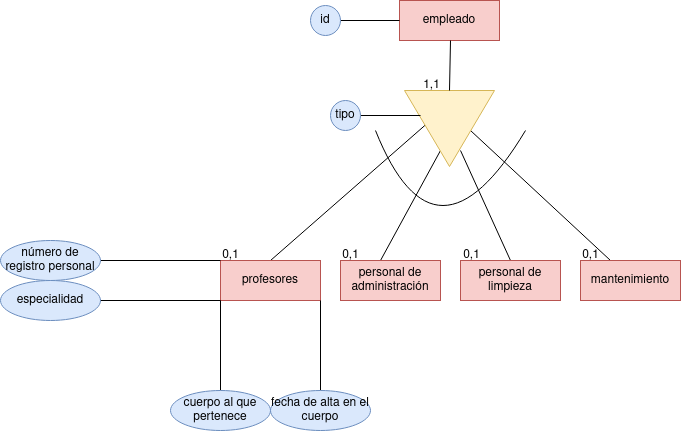 id
empleado
1,1
tipo
0,1
0,1
0,1
0,1
número de
registro personal
profesores
personal de
administración
personal de
limpieza
mantenimiento
especialidad
cuerpo al que
pertenece
fecha de alta en el
cuerpo